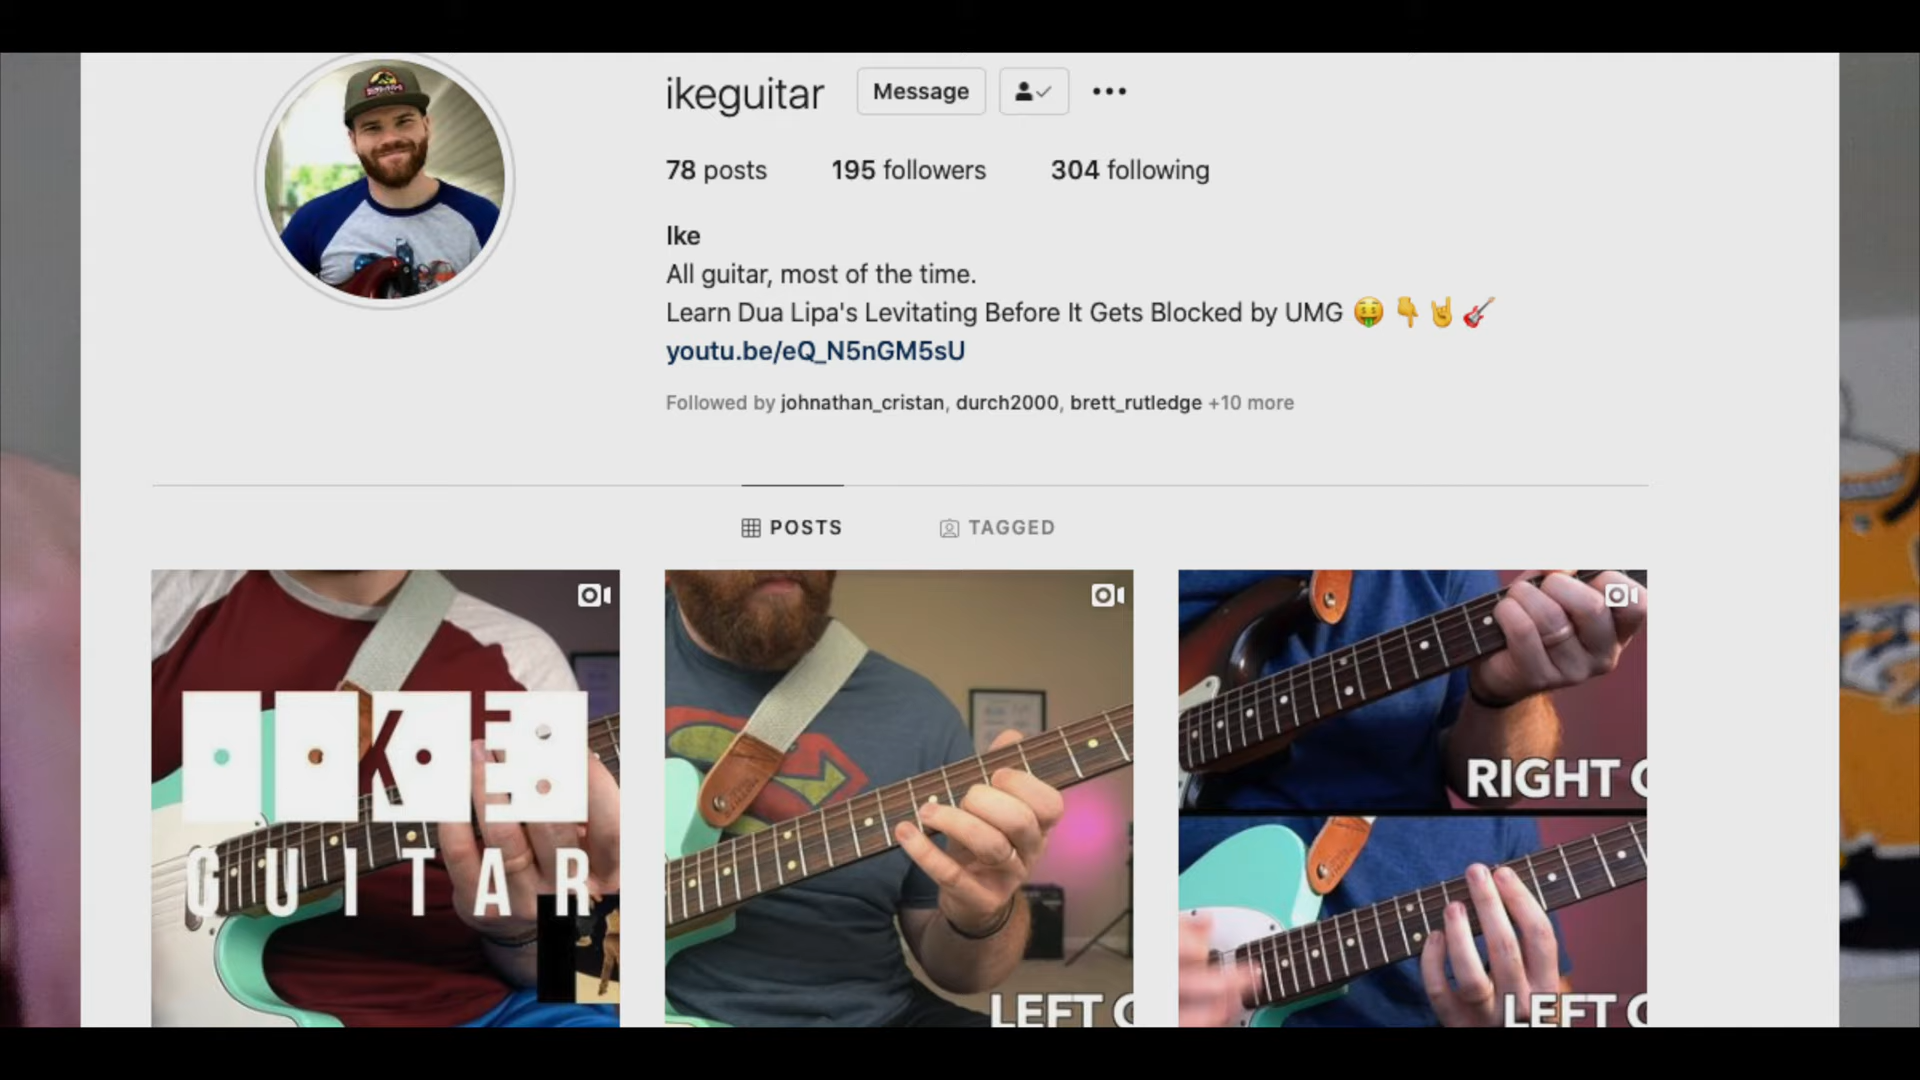 ikeguitar Message
78 posts 195 followers 304 following
Ike
All guitar, most of the time.
Learn Dua Lipa's Levitating Before It Gets Blocked by UMG 🤑👇🤘🎸
youtu.be/eQ_N5nGM5sU
Followed by johnathan_cristan, durch2000, brett_rutledge +10 more
POSTS TAGGED
IKE
GUITAR
LEFT
RIGHT
LEFT